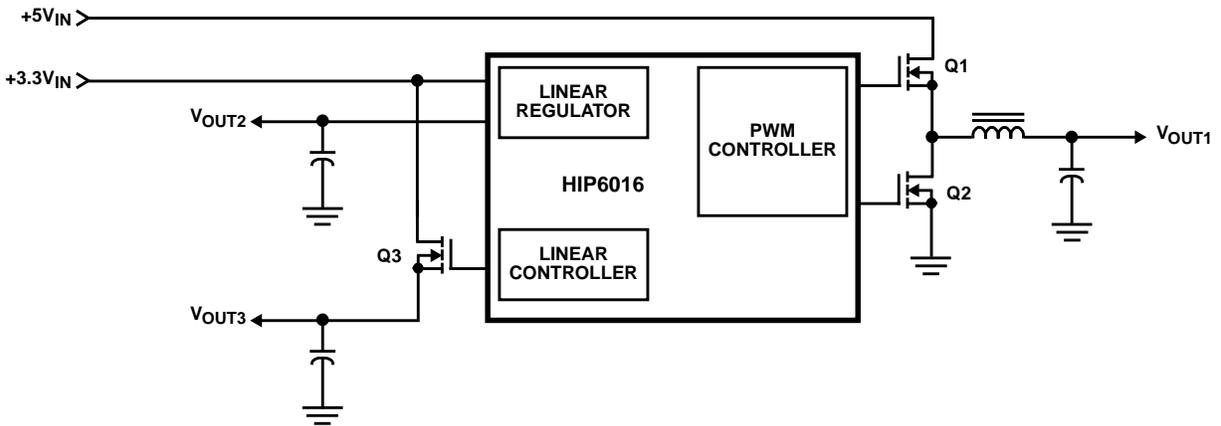 +5VIN
+3.3VIN
VOUT2
LINEAR
REGULATOR
PWM
CONTROLLER
Q1
VOUT1
HIP6016
Q2
Q3
LINEAR
CONTROLLER
VOUT3